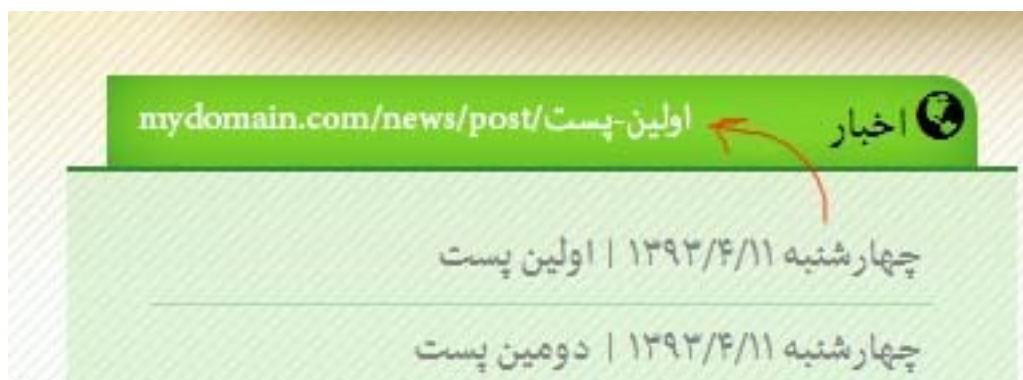 اخبار
mydomain.com/news/post/اولین-پست
چهارشنبه ۱۳۹۳/۴/۱۱ | اولین پست
چهارشنبه ۱۳۹۳/۴/۱۱ | دومین پست